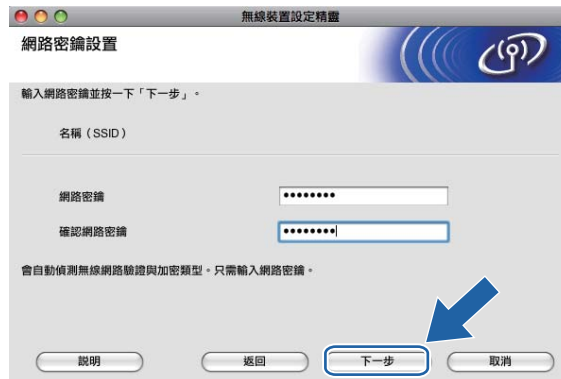 無線裝置設定精靈
網路密鑰設置
輸入網路密鑰並按一下「下一步」。
名稱（SSID）
網路密鑰
••••••••
確認網路密鑰
••••••••
會自動偵測無線網路驗證與加密類型。只需輸入網路密鑰。
説明
返回
下一步
取消